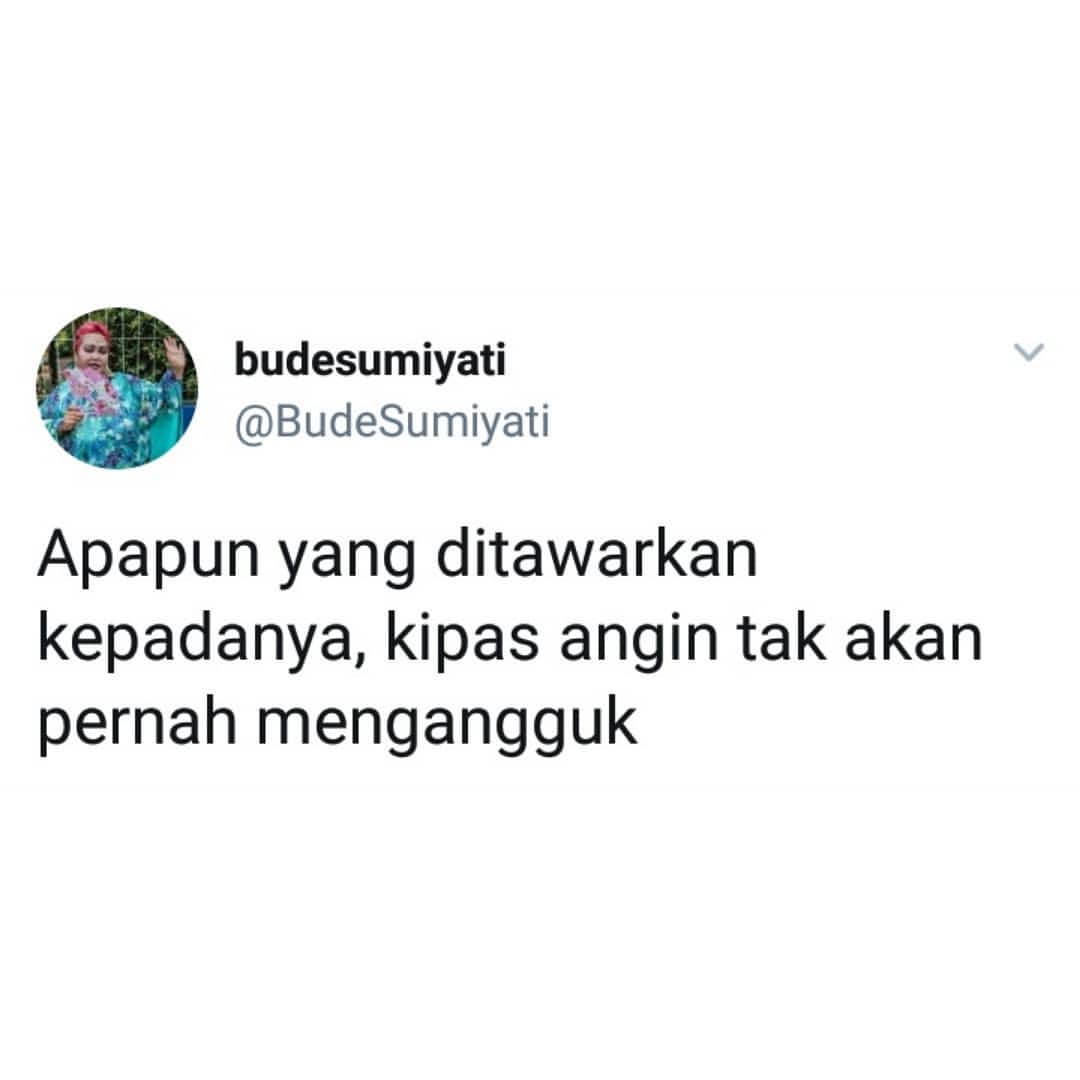 budesumiyati
@BudeSumiyati
Apapun yang ditawarkan
kepadanya, kipas angin tak akan
pernah mengangguk